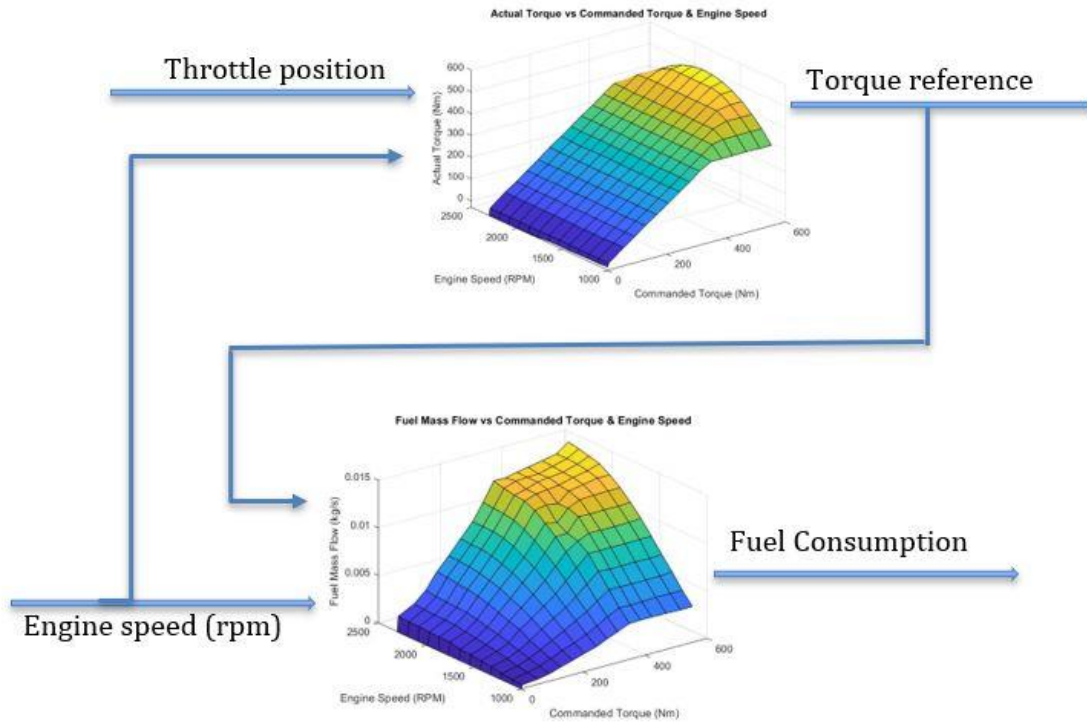 Actual Torque vs Commanded Torque & Engine Speed
Throttle position
Torque reference
Actual Torque (Nm)
600
500
400
300
200
100
0
2500
2000
1500
1000
Engine Speed (RPM)
0
200
400
600
Commanded Torque (Nm)
Fuel Mass Flow vs Commanded Torque & Engine Speed
Fuel Mass Flow (kg/s)
0.015
0.01
0.005
0
2500
2000
1500
1000
Engine Speed (RPM)
0
200
400
600
Commanded Torque (Nm)
Fuel Consumption
Engine speed (rpm)